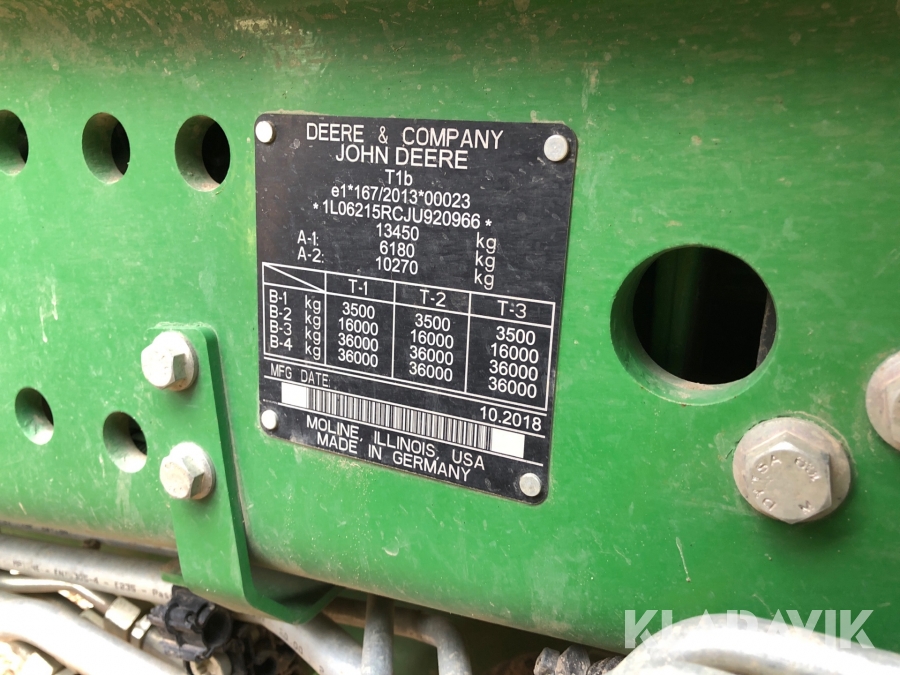 DEERE & COMPANY
JOHN DEERE
T1b
e1*167/2013*00023
*1L06215RCJU920966*
13450 kg
A-1: 6180 kg
A-2: 10270 kg
T-1 T-2 T-3
B-1 kg 3500 3500 3500
B-2 kg 16000 16000 16000
B-3 kg 36000 36000 36000
B-4 kg 36000 36000 36000
MFG DATE:
10.2018
MOLINE, ILLINOIS, USA
MADE IN GERMANY
KLARAVIK